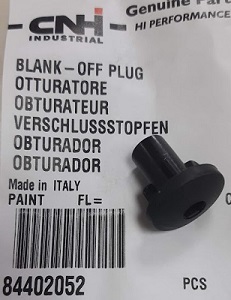 CNH
INDUSTRIAL
Genuine Part
HI PERFORMANCE
BLANK-OFF PLUG
OTTURATORE
OBTURATEUR
VERSCHLUSSSTOPFEN
OBTURADOR
OBTURADOR
Made in ITALY
PAINT FL=
84402052 PCS